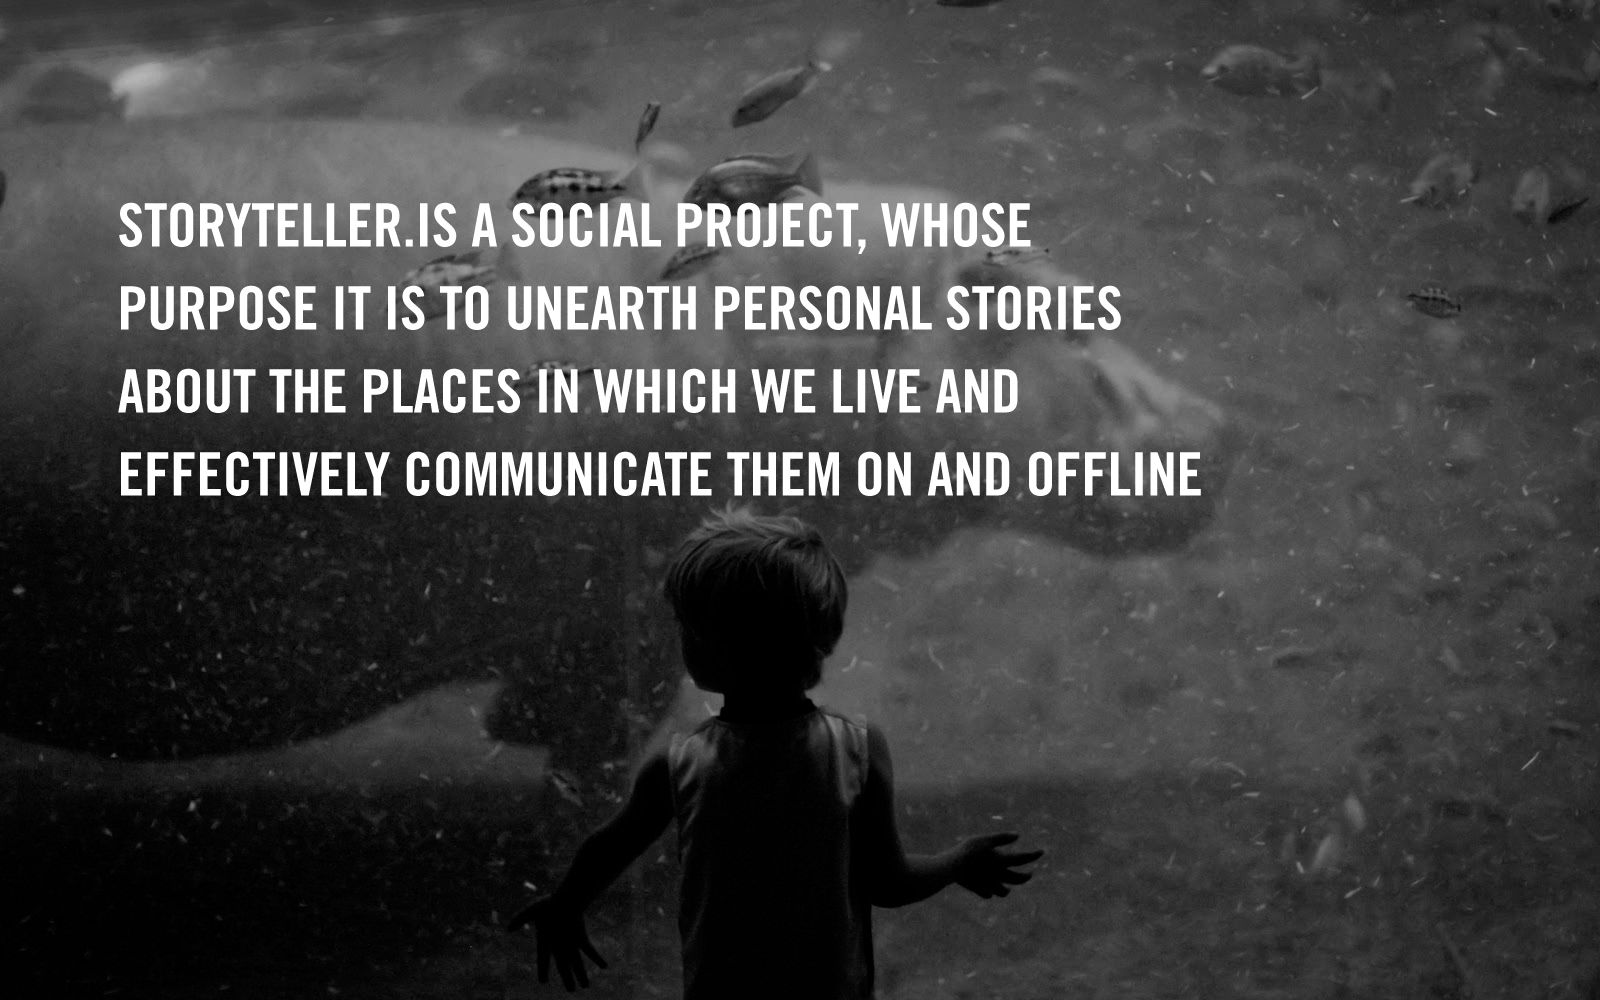 STORYTELLER.IS A SOCIAL PROJECT, WHOSE
PURPOSE IT IS TO UNEARTH PERSONAL STORIES
ABOUT THE PLACES IN WHICH WE LIVE AND
EFFECTIVELY COMMUNICATE THEM ON AND OFFLINE